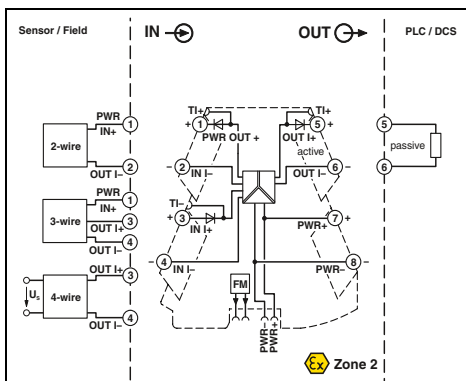 Sensor / Field
IN
OUT
PLC / DCS
PWR
IN+
1
2-wire
2
OUT I–
PWR
1
IN+
3-wire
3
OUT I+
4
OUT I–
OUT I+
3
Us
4-wire
4
OUT I–
TI+
+
1
PWR OUT +
–
2
IN I–
TI–
+
3
IN I+
–
4
IN I–
FM
PWR–
PWR+
TI+
5
+
OUT I+
active
6
–
OUT I–
7
+
PWR+
8
–
PWR–
Ex
Zone 2
5
passive
6